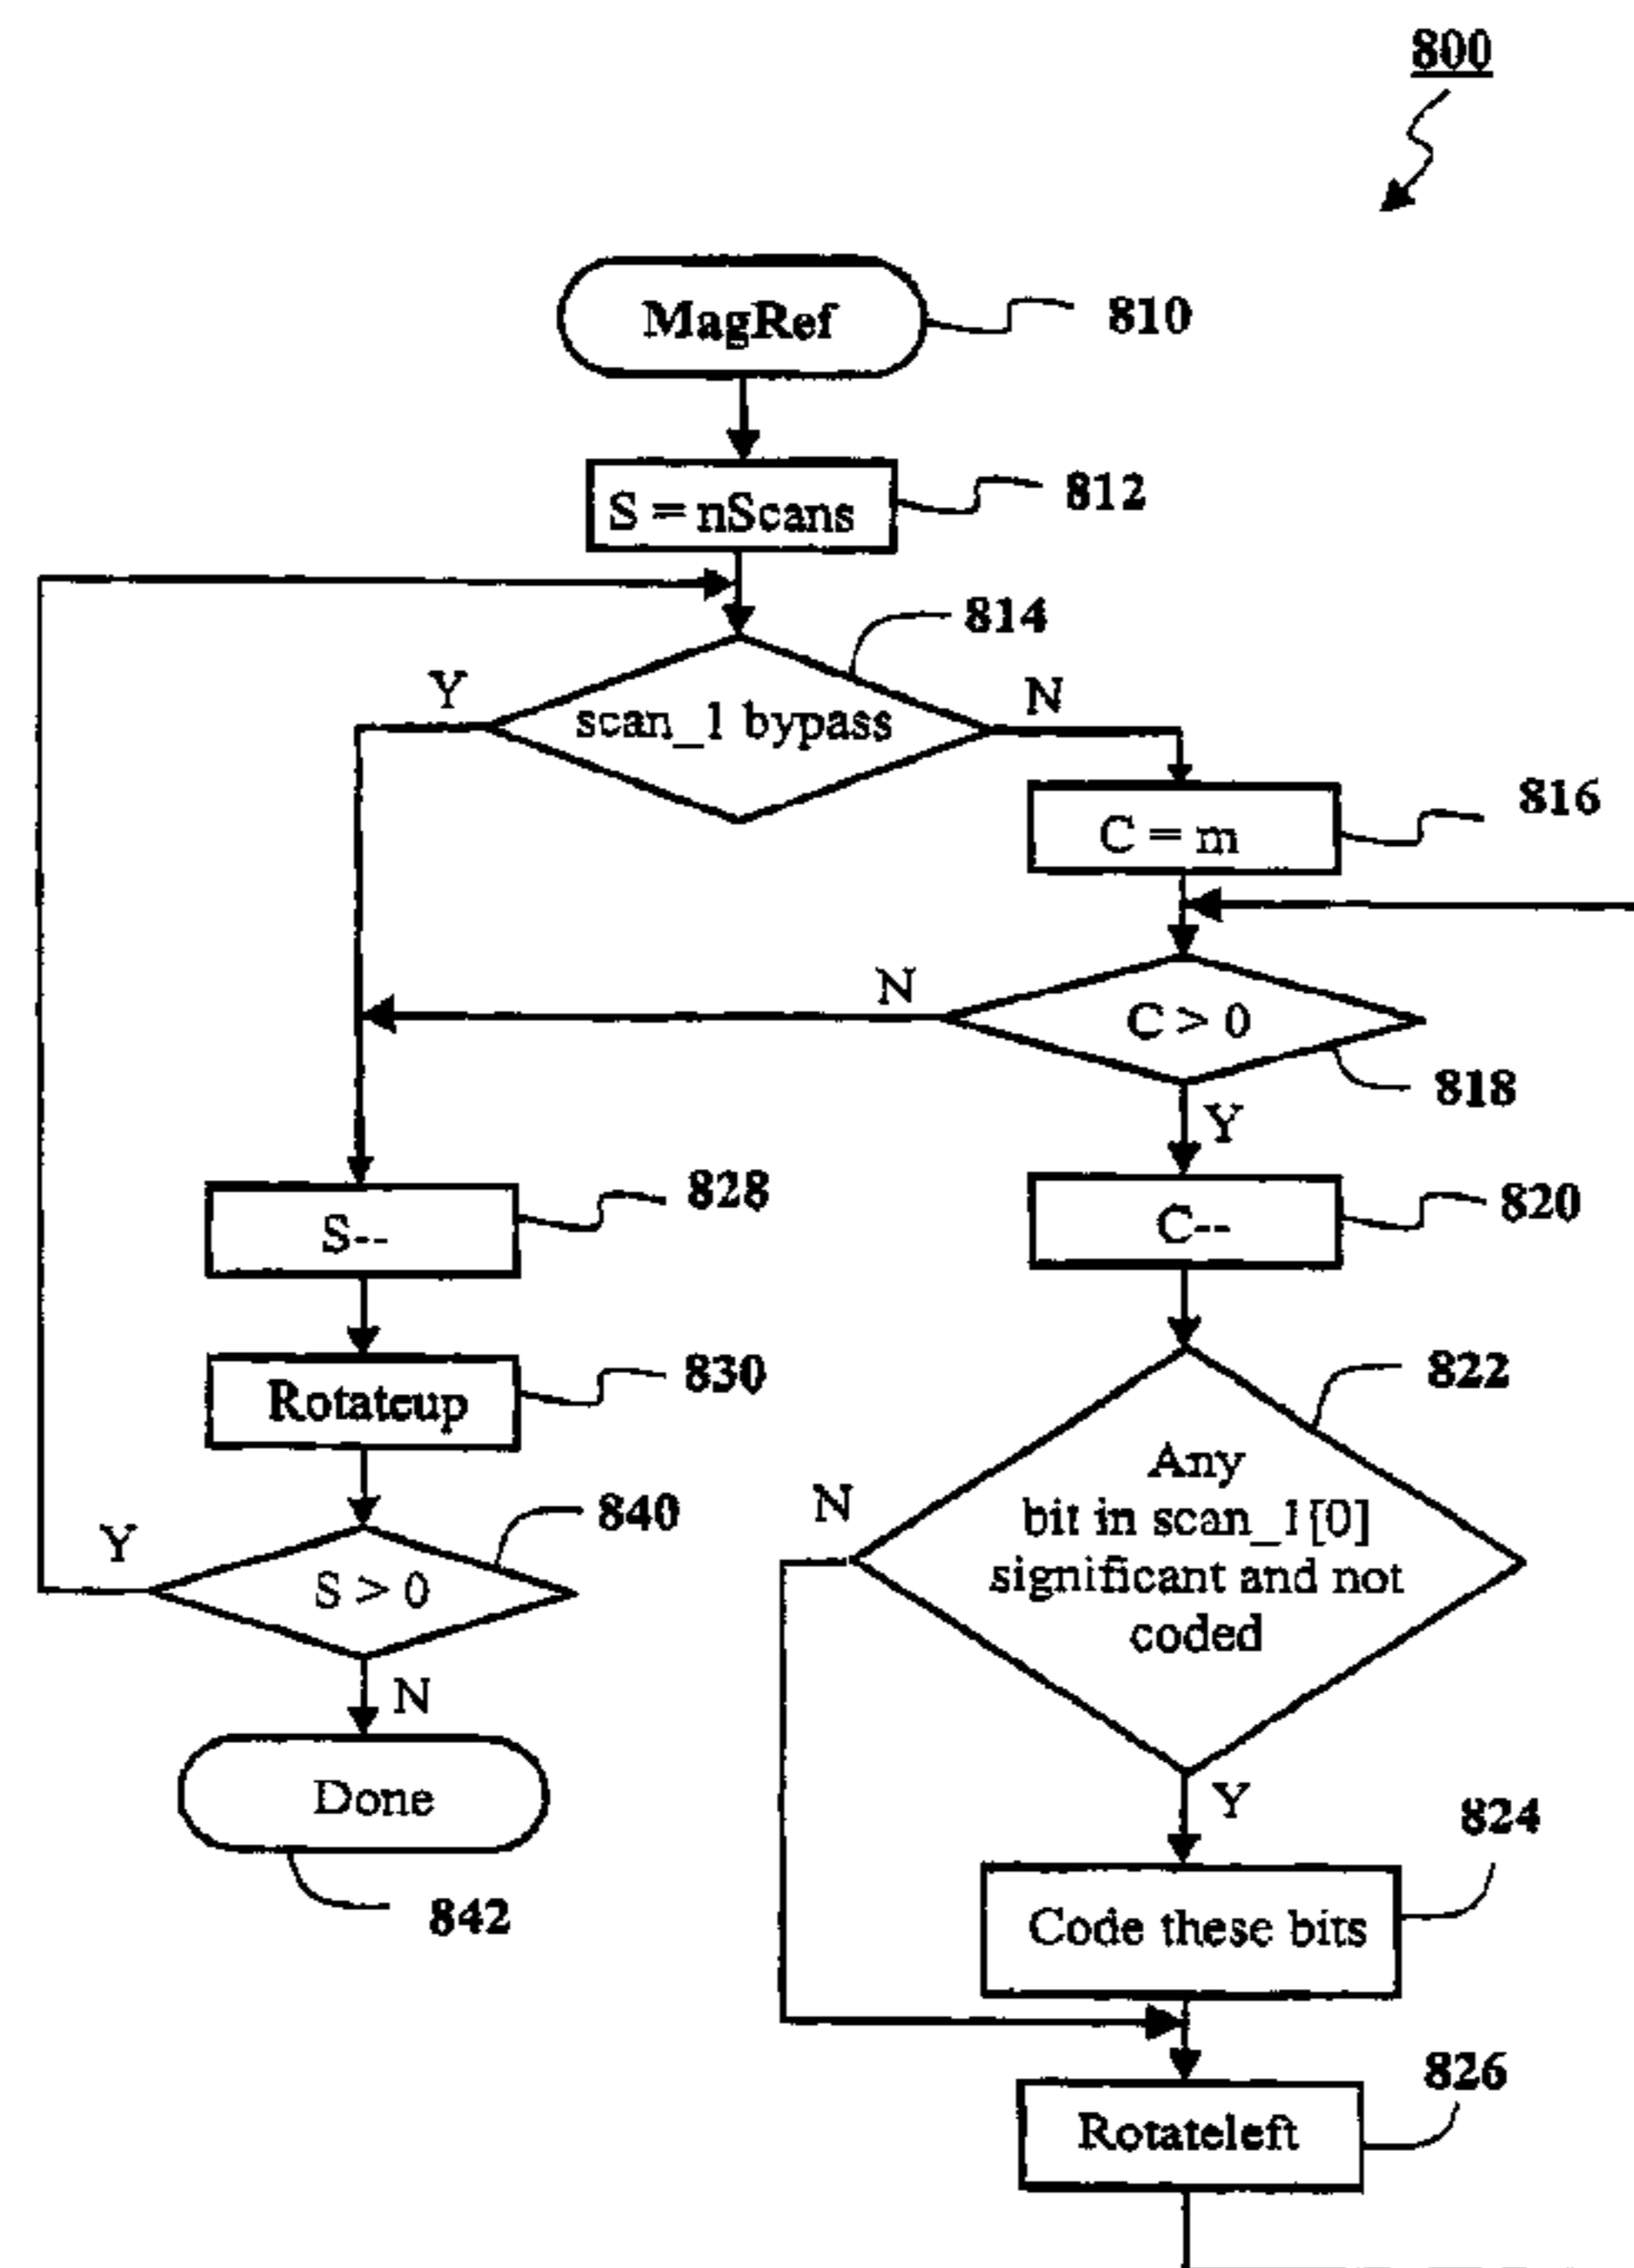 800
MagRef
810
S = nScans
812
814
Y
scan_1 bypass
N
C = m
816
N
C > 0
818
Y
S--
828
C--
820
Rotateup
830
822
Any
bit in scan_1[0]
significant and not
coded
N
840
Y
S > 0
N
Done
842
Y
824
Code these bits
826
Rotateleft